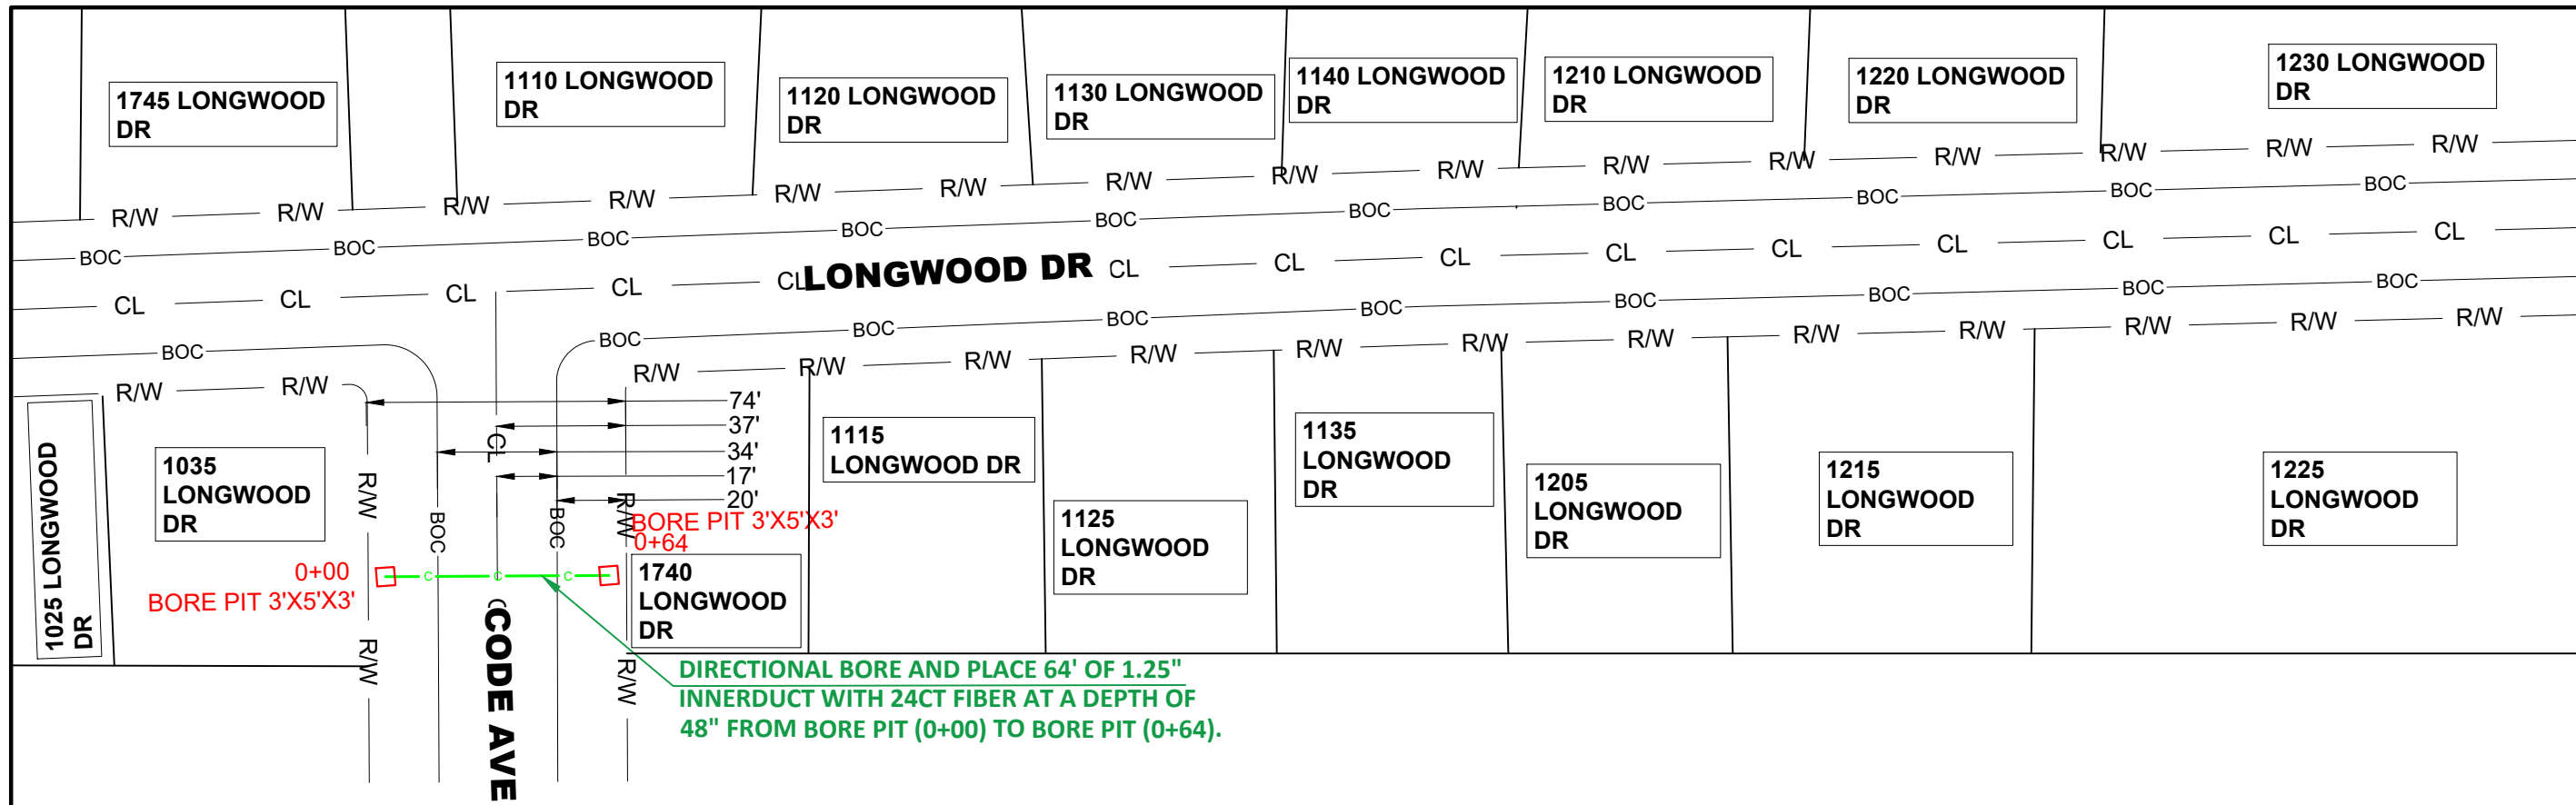 1745 LONGWOOD
DR
1110 LONGWOOD
DR
1120 LONGWOOD
DR
1130 LONGWOOD
DR
1140 LONGWOOD
DR
1210 LONGWOOD
DR
1220 LONGWOOD
DR
1230 LONGWOOD
DR
R/W R/W R/W R/W R/W R/W R/W R/W R/W R/W R/W R/W R/W R/W R/W
BOC BOC BOC BOC BOC BOC BOC BOC BOC BOC
CL CL CL CL CL LONGWOOD DR CL CL CL CL CL CL CL CL CL
BOC BOC BOC BOC BOC BOC BOC BOC BOC
R/W R/W R/W R/W R/W R/W R/W R/W R/W R/W R/W R/W R/W R/W
74'
37'
34'
17'
20'
CL
1025 LONGWOOD
DR
1035
LONGWOOD
DR
R/W
BOC
BOC
R/W
BORE PIT 3'X5'X3'
0+64
0+00
BORE PIT 3'X5'X3'
C C C
1740
LONGWOOD
DR
1115
LONGWOOD DR
1125
LONGWOOD
DR
1135
LONGWOOD
DR
1205
LONGWOOD
DR
1215
LONGWOOD
DR
1225
LONGWOOD
DR
R/W
CODE AVE
R/W
DIRECTIONAL BORE AND PLACE 64' OF 1.25"
INNERDUCT WITH 24CT FIBER AT A DEPTH OF
48" FROM BORE PIT (0+00) TO BORE PIT (0+64).